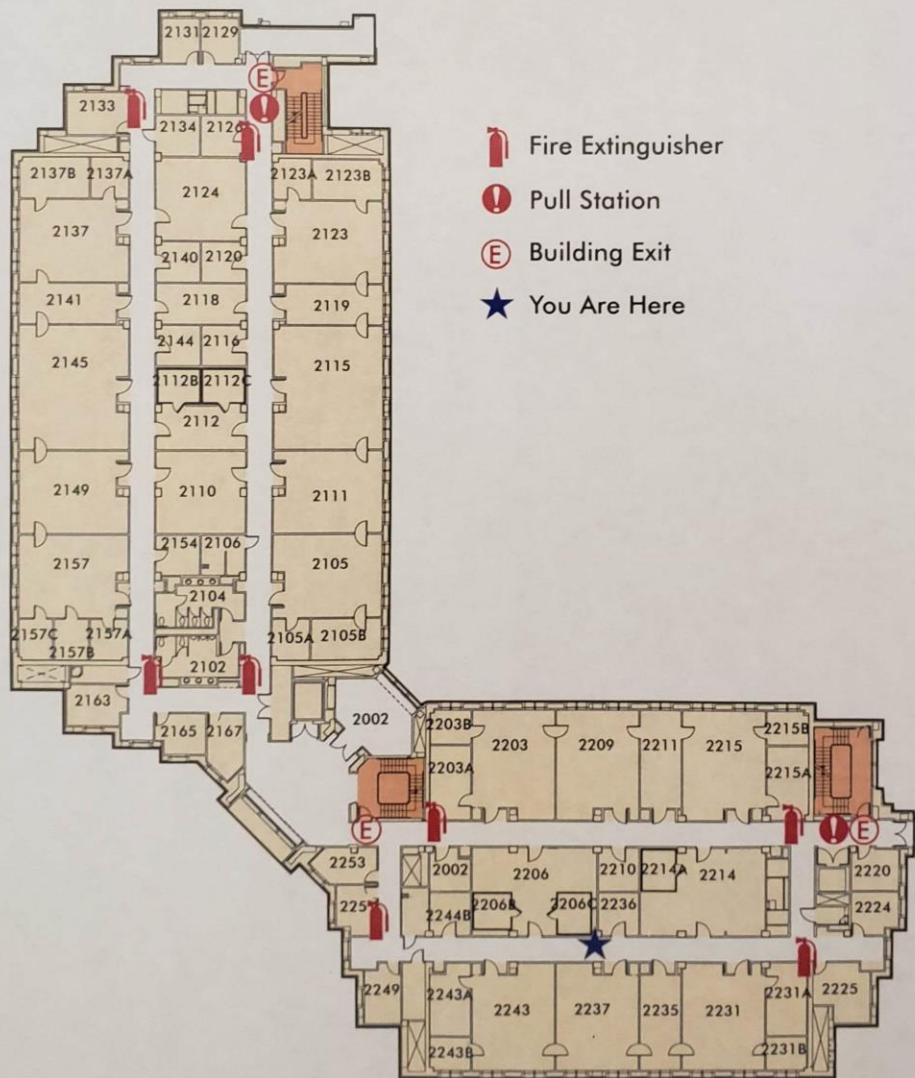 2131 2129
E
2133
2134 2126
2137B 2137A
2124
2123A 2123B
2137
2123
2140 2120
2141
2118
2119
2144 2116
2145
2115
2112B 2112C
2112
2149
2110
2111
2154 2106
2157
2105
2104
2157C
2157B
2157A
2105A 2105B
2102
2163
2165 2167
2002
Fire Extinguisher
Pull Station
E Building Exit
You Are Here
2203B
2203
2209
2211
2215
2215B
2203A
2215A
E
E
2253
2002
2206
2210
2214A
2214
2220
2244B
2206B
2206C
2236
2224
2249
2243A
2243
2237
2235
2231
2231A
2225
2243B
2231B